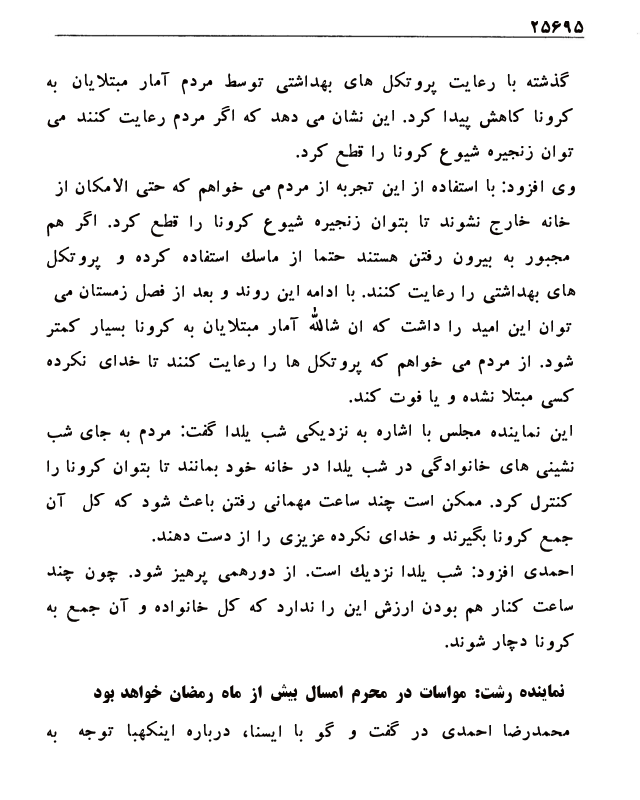 ۲۵۶۹۵
گذشته با رعایت پروتکل های بهداشتی توسط مردم آمار مبتلایان به
کرونا کاهش پیدا کرد. این نشان می دهد که اگر مردم رعایت کنند می
توان زنجیره شیوع کرونا را قطع کرد.
وی افزود: با استفاده از این تجربه از مردم می خواهم که حتی الامکان از
خانه خارج نشوند تا بتوان زنجیره شیوع کرونا را قطع کرد. اگر هم
مجبور به بیرون رفتن هستند حتما از ماسك استفاده کرده و پروتکل
های بهداشتی را رعایت کنند. با ادامه این روند و بعد از فصل زمستان می
توان این امید را داشت که ان شاالله آمار مبتلایان به کرونا بسیار کمتر
شود. از مردم می خواهم که پروتکل ها را رعایت کنند تا خدای نکرده
کسی مبتلا نشده و یا فوت کند.
این نماینده مجلس با اشاره به نزدیکی شب یلدا گفت: مردم به جای شب
نشینی های خانوادگی در شب یلدا در خانه خود بمانند تا بتوان کرونا را
کنترل کرد. ممکن است چند ساعت مهمانی رفتن باعث شود که کل آن
جمع کرونا بگیرند و خدای نکرده عزیزی را از دست دهند.
احمدی افزود: شب یلدا نزدیك است. از دورهمی پرهیز شود. چون چند
ساعت کنار هم بودن ارزش این را ندارد که کل خانواده و آن جمع به
کرونا دچار شوند.
نماینده رشت: مواسات در محرم امسال بیش از ماه رمضان خواهد بود
محمدرضا احمدی در گفت و گو با ایسنا، درباره اینکهبا توجه به